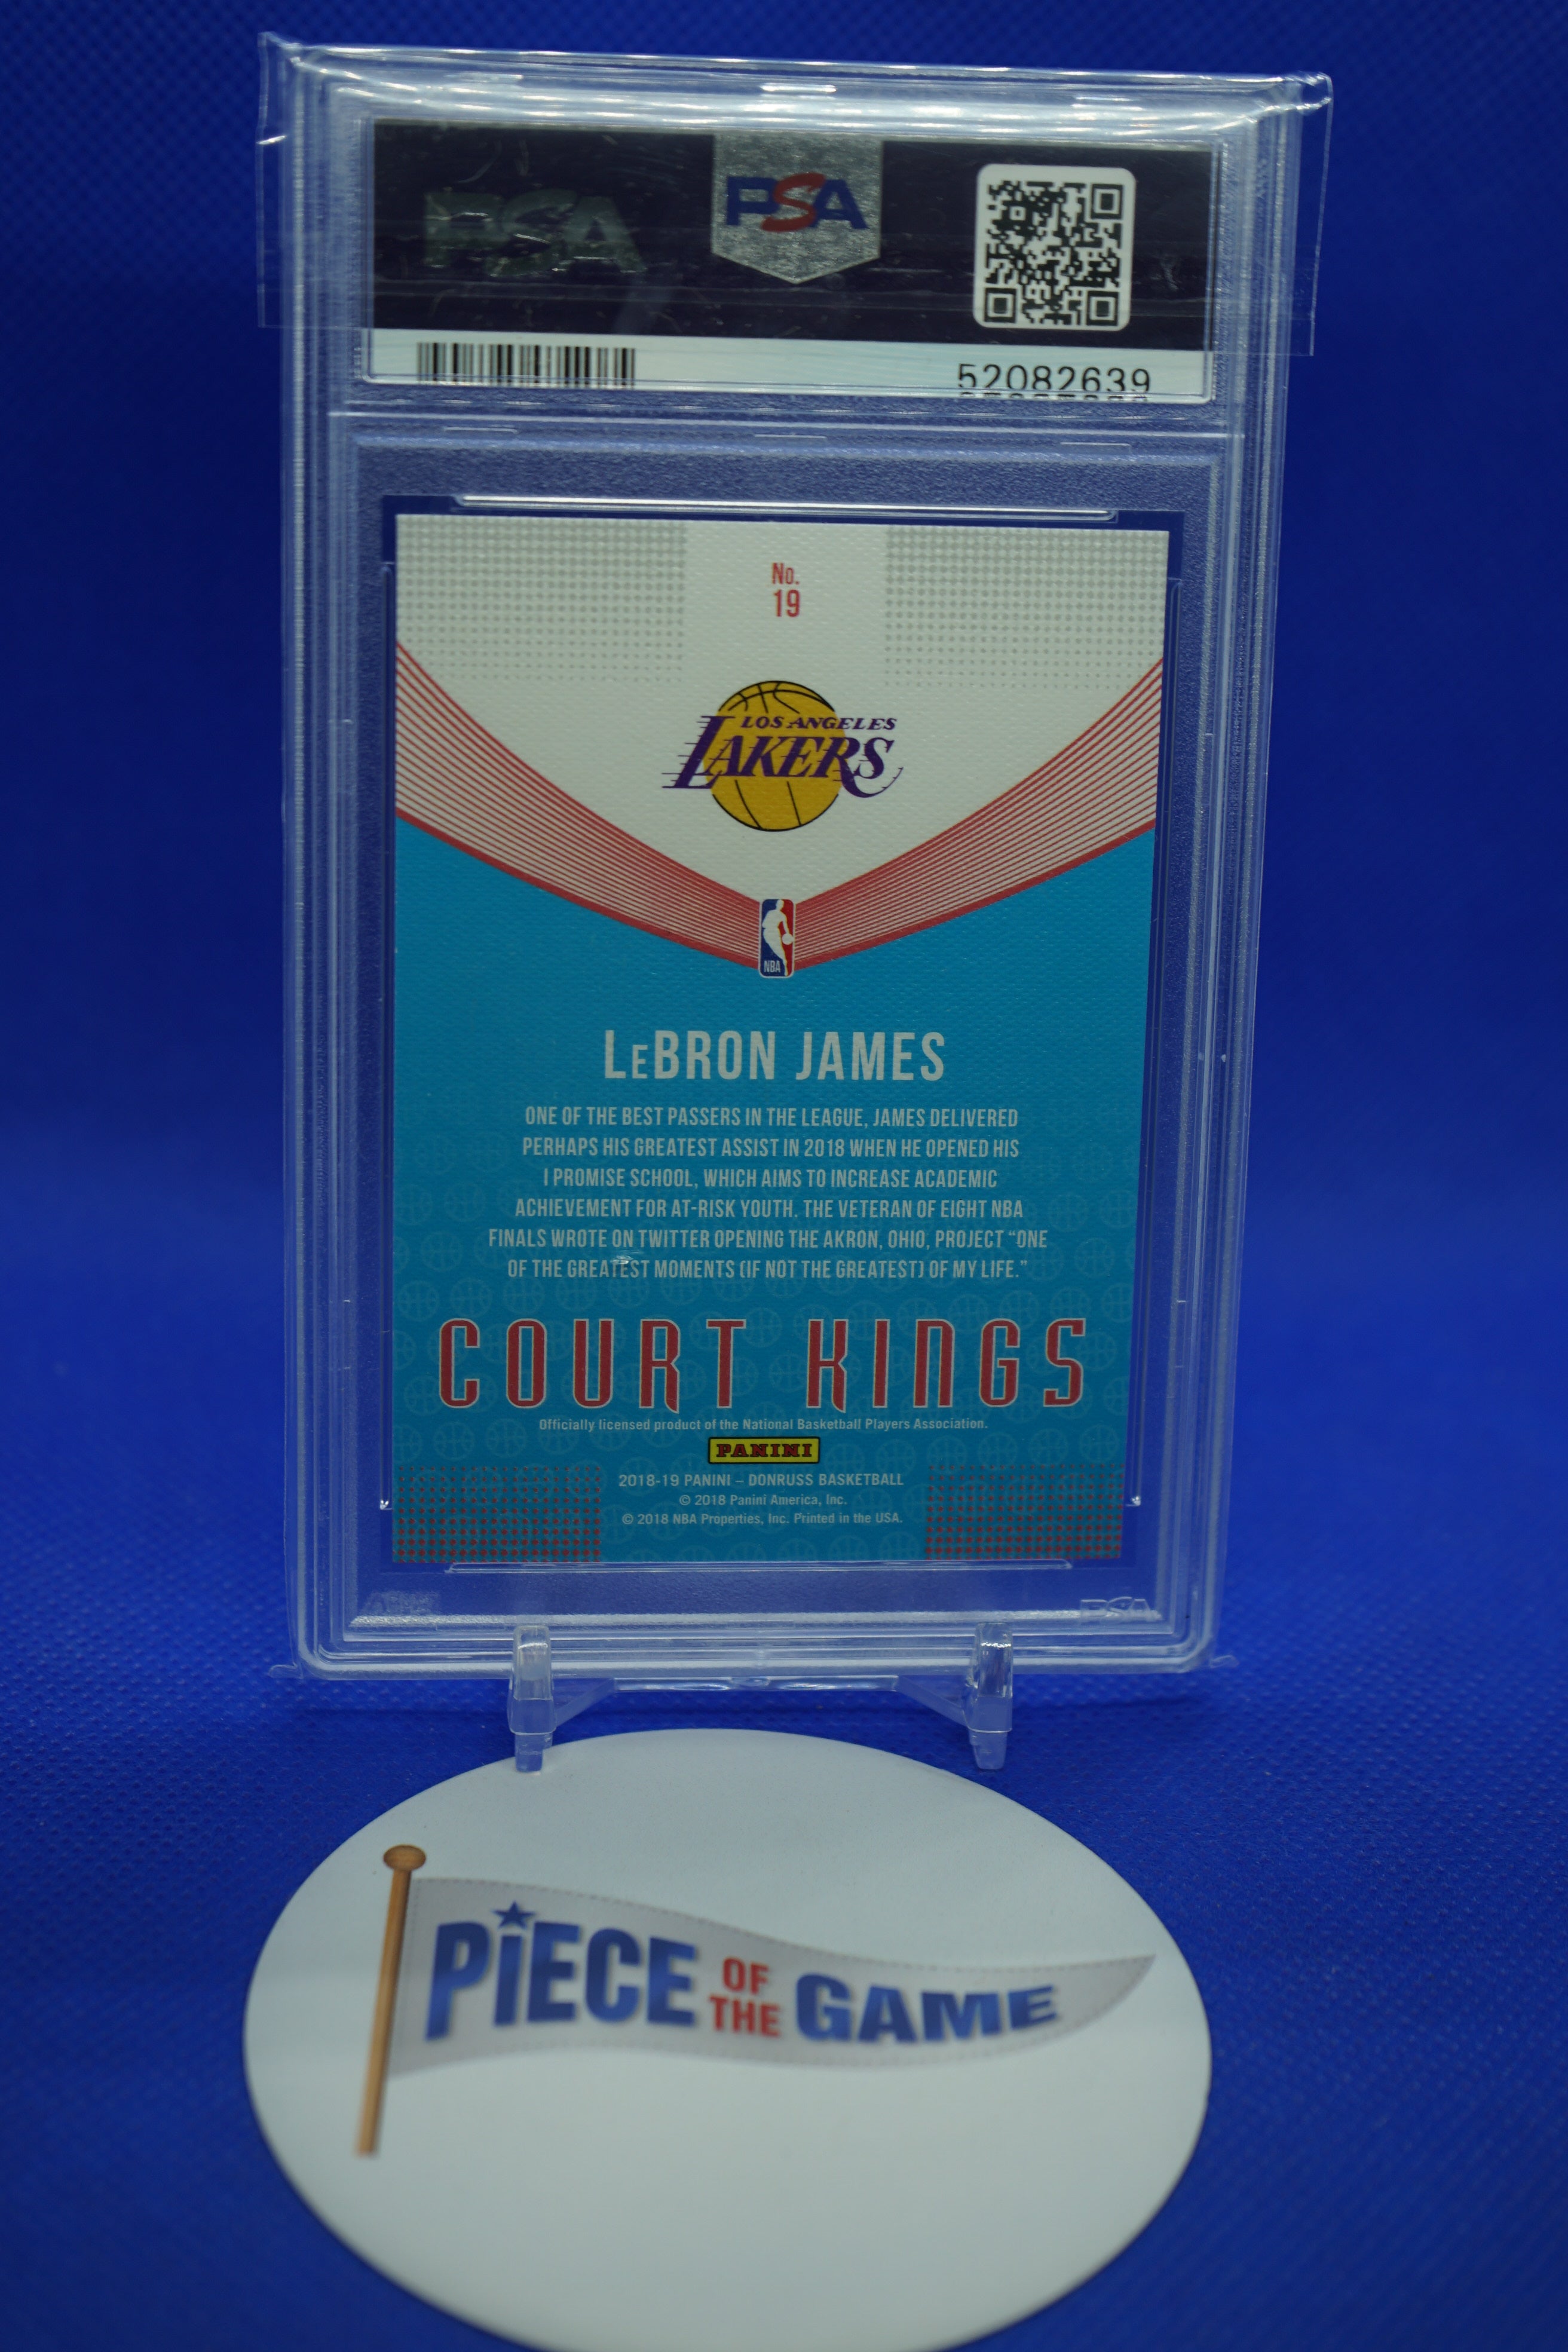 PSA
PSA
52082639
No.
19
LOS ANGELES
LAKERS
NBA
LeBRON JAMES
ONE OF THE BEST PASSERS IN THE LEAGUE, JAMES DELIVERED
PERHAPS HIS GREATEST ASSIST IN 2018 WHEN HE OPENED HIS
I PROMISE SCHOOL, WHICH AIMS TO INCREASE ACADEMIC
ACHIEVEMENT FOR AT-RISK YOUTH. THE VETERAN OF EIGHT NBA
FINALS WROTE ON TWITTER OPENING THE AKRON, OHIO, PROJECT “ONE
OF THE GREATEST MOMENTS (IF NOT THE GREATEST) OF MY LIFE.”
COURT KINGS
Officially licensed product of the National Basketball Players Association.
PANINI
2018-19 PANINI – DONRUSS BASKETBALL
© 2018 Panini America, Inc.
© 2018 NBA Properties, Inc. Printed in the USA.
PSA
PiECE OF THE GAME